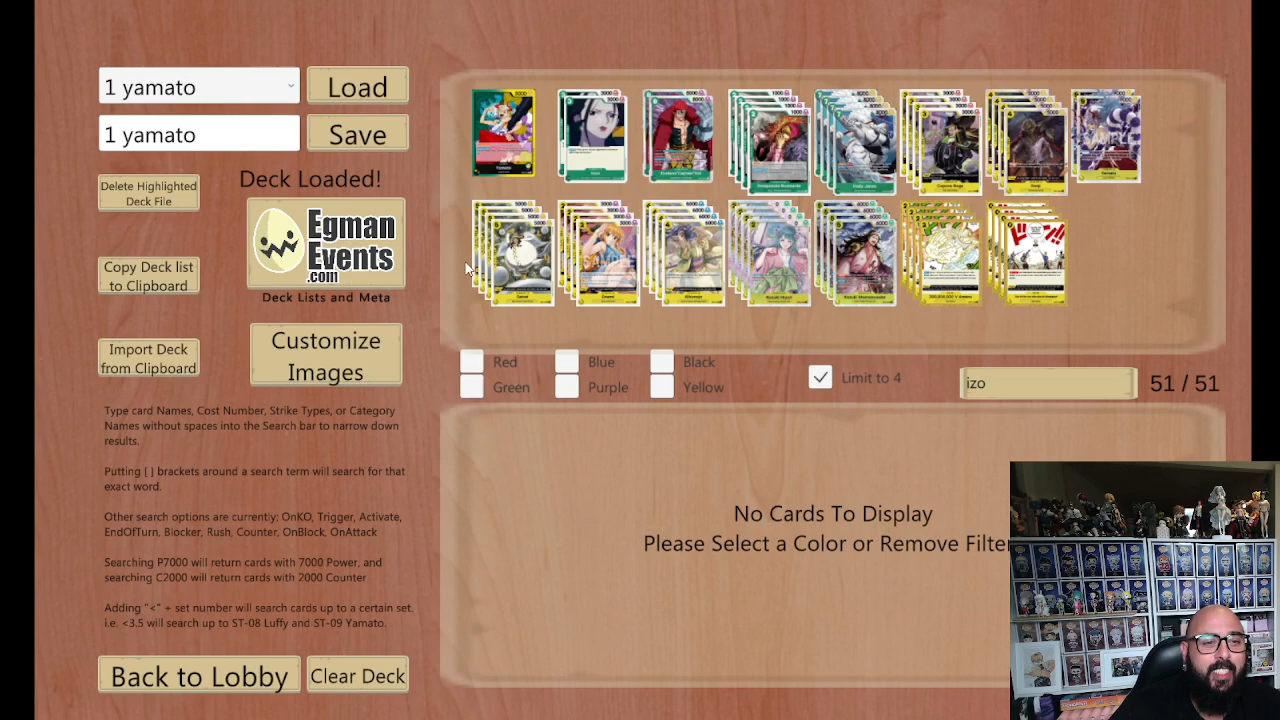 1 yamato
Load
1 yamato
Save
Delete Highlighted
Deck File
Deck Loaded!
Egman
Events
.com
Deck Lists and Meta
Copy Deck list
to Clipboard
Import Deck
from Clipboard
Customize
Images
Red
Blue
Black
Green
Purple
Yellow
Limit to 4
izo
51 / 51
Type card Names, Cost Number, Strike Types, or Category
Names without spaces into the Search bar to narrow down
results.
Putting [ ] brackets around a search term will search for that
exact word.
Other search options are currently: OnKO, Trigger, Activate,
EndOfTurn, Blocker, Rush, Counter, OnBlock, OnAttack
Searching P7000 will return cards with 7000 Power, and
searching C2000 will return cards with 2000 Counter
Adding "<" + set number will search cards up to a certain set,
i.e. <3.5 will search up to ST-08 Luffy and ST-09 Yamato.
No Cards To Display
Please Select a Color or Remove Filter
Back to Lobby
Clear Deck